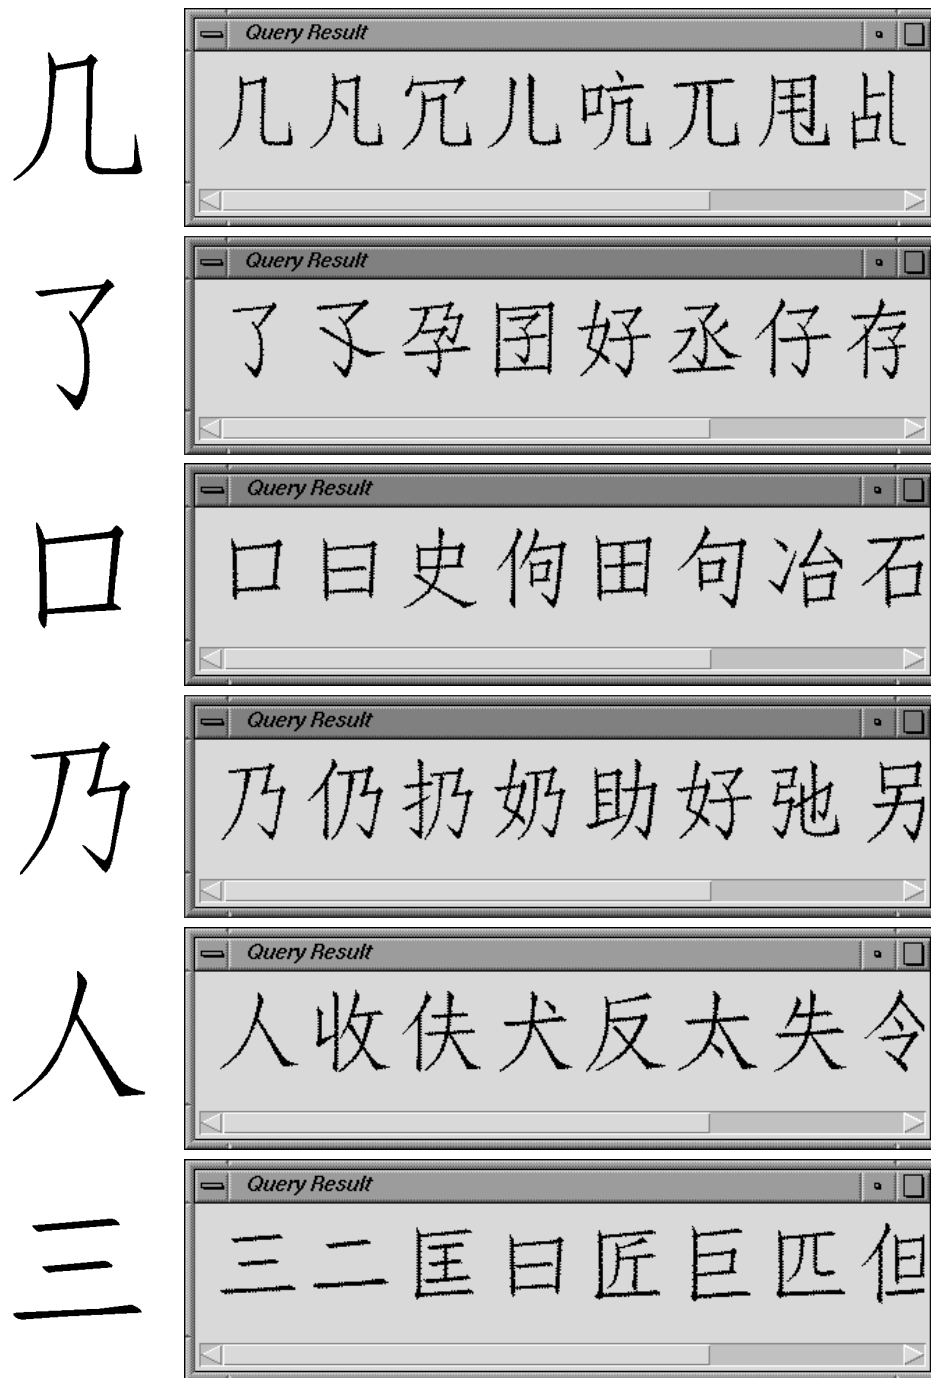 几
Query Result
几 凡 冗 儿 吭 兀 甩 乩
了
Query Result
了 孓 孕 囝 好 丞 仔 存
口
Query Result
口 曰 史 佝 田 句 冶 石
乃
Query Result
乃 仍 扔 奶 助 好 弛 另
人
Query Result
人 收 伕 犬 反 太 失 令
三
Query Result
三 二 匡 曰 匠 巨 匹 但